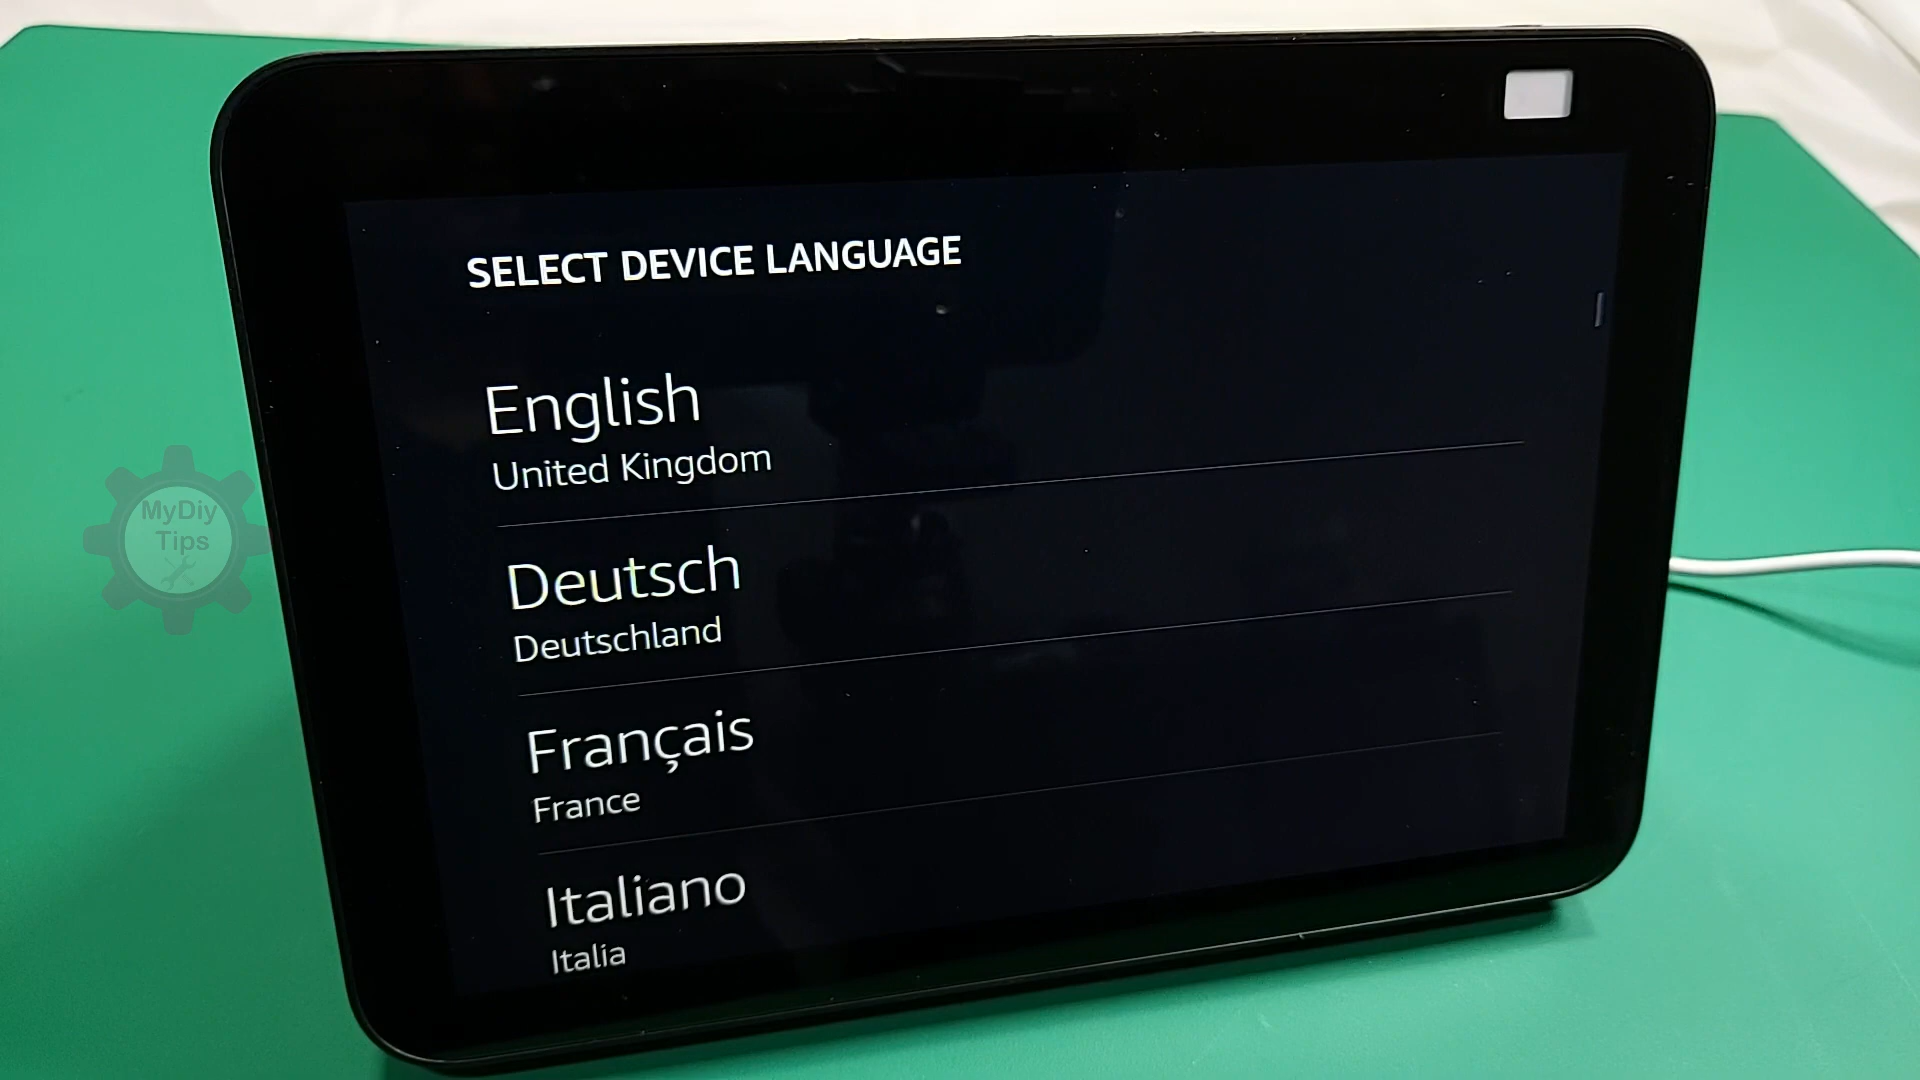 SELECT DEVICE LANGUAGE
English
United Kingdom
Deutsch
Deutschland
Français
France
Italiano
Italia
MyDiy
Tips